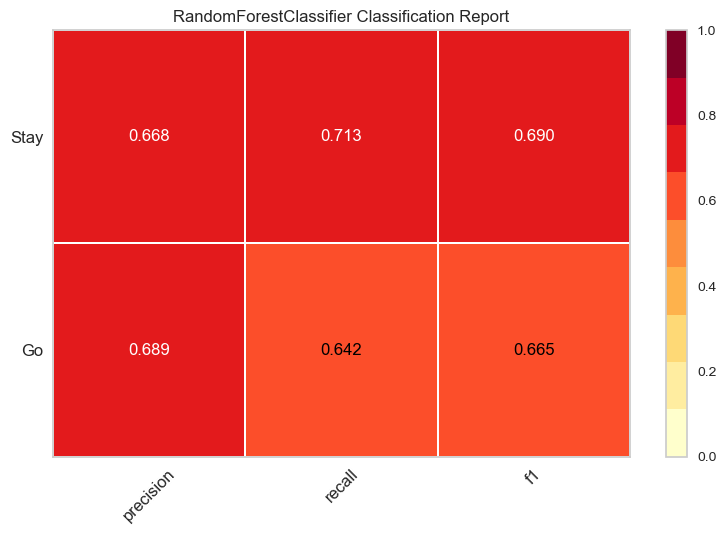 RandomForestClassifier Classification Report
Stay 0.668 0.713 0.690
Go 0.689 0.642 0.665
precision recall f1
1.0
0.8
0.6
0.4
0.2
0.0